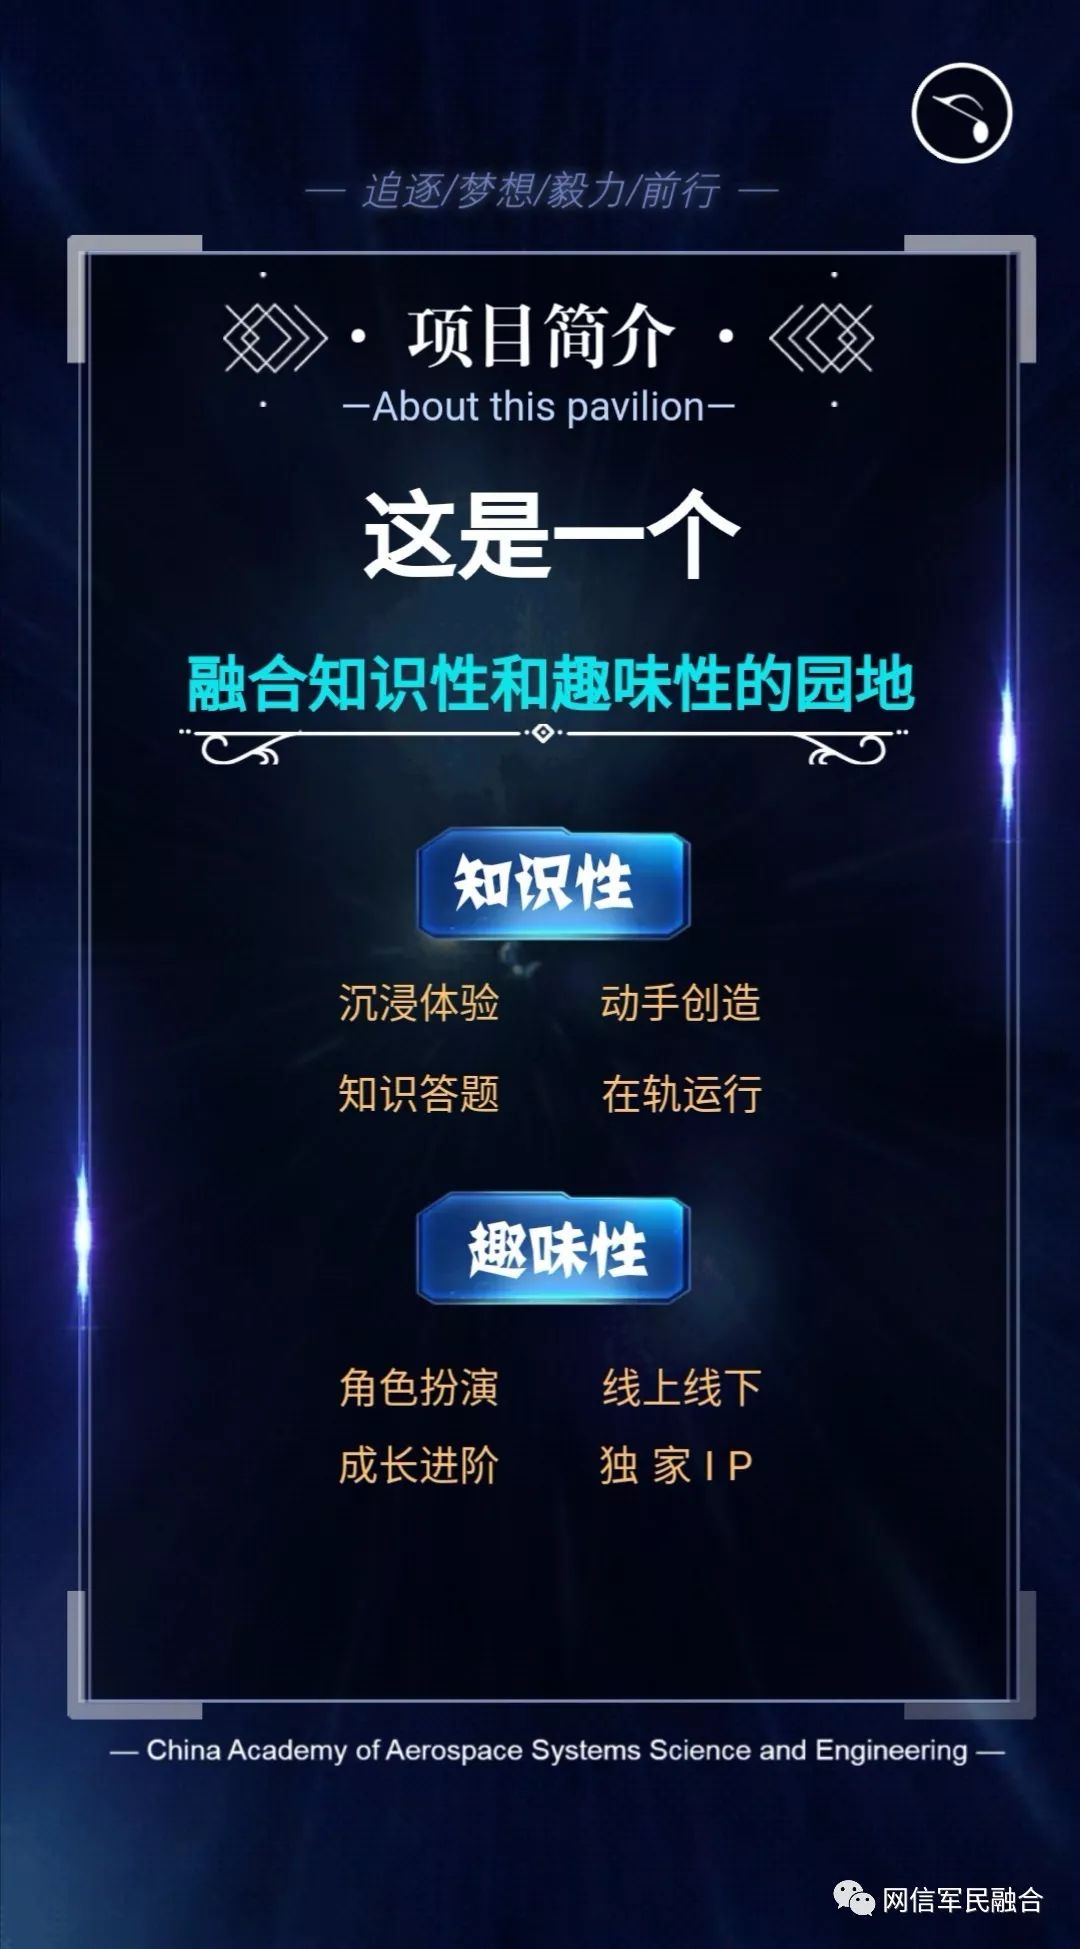 — 追逐/梦想/毅力/前行 —
· 项目简介 ·
—About this pavilion—
这是一个
融合知识性和趣味性的园地
知识性
沉浸体验 动手创造
知识答题 在轨运行
趣味性
角色扮演 线上线下
成长进阶 独 家 I P
— China Academy of Aerospace Systems Science and Engineering —
网信军民融合